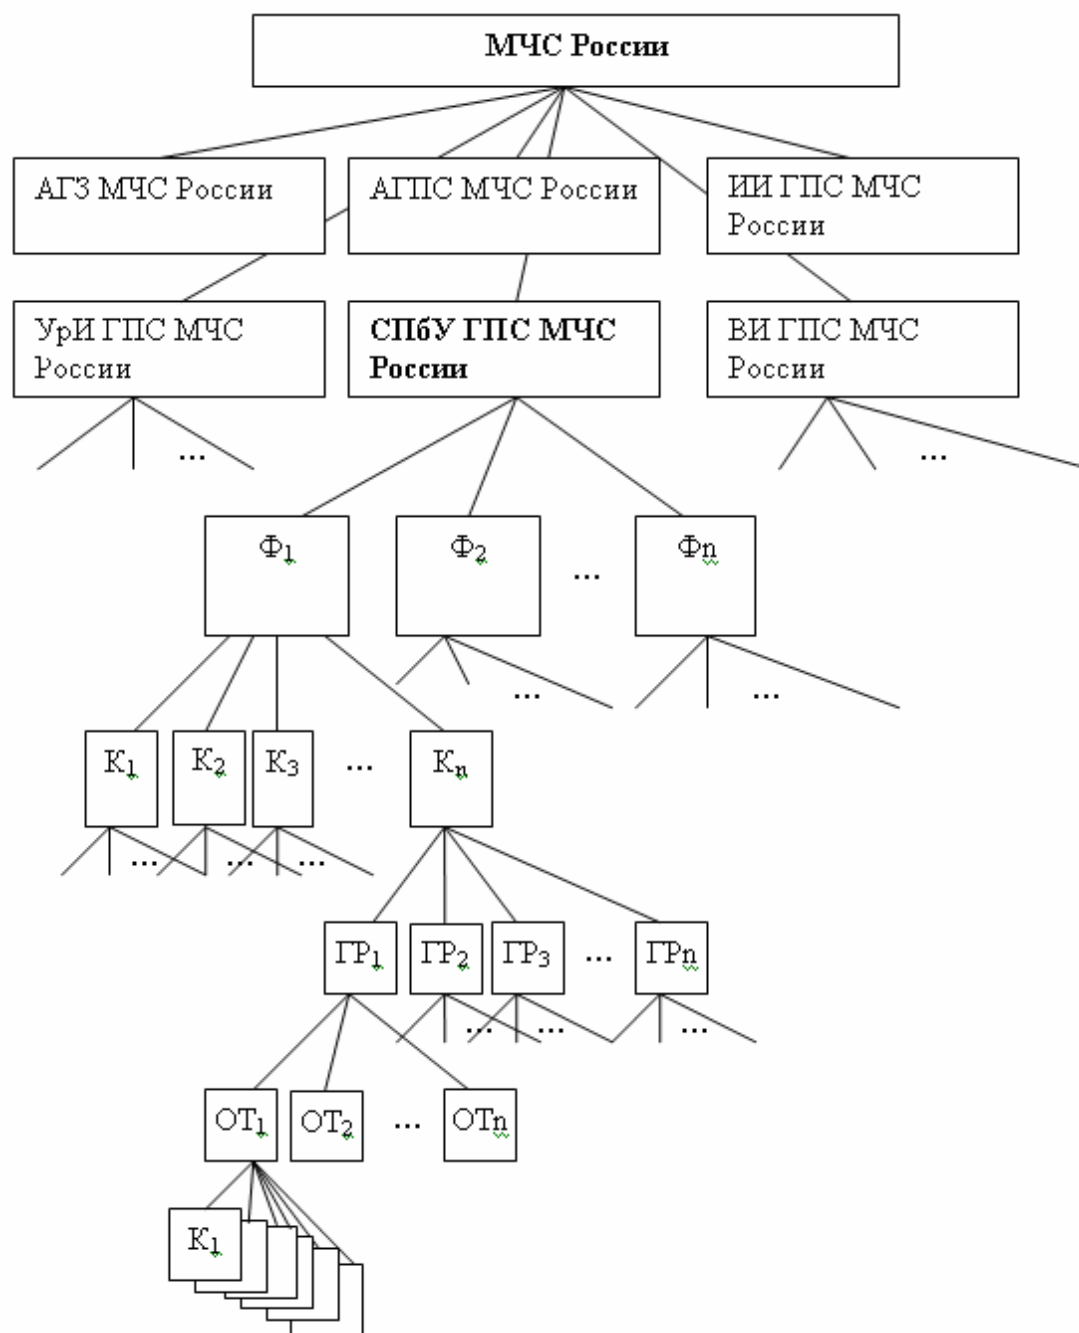 МЧС России
АГЗ МЧС России
АГПС МЧС России
ИИ ГПС МЧС
России
УрИ ГПС МЧС
России
СПбУ ГПС МЧС
России
ВИ ГПС МЧС
России
...
...
Ф1
Ф2
...
Фn
...
...
К1
К2
К3
...
Кn
...
...
...
ГР1
ГР2
ГР3
...
ГРn
...
...
...
ОТ1
ОТ2
...
ОТn
К1